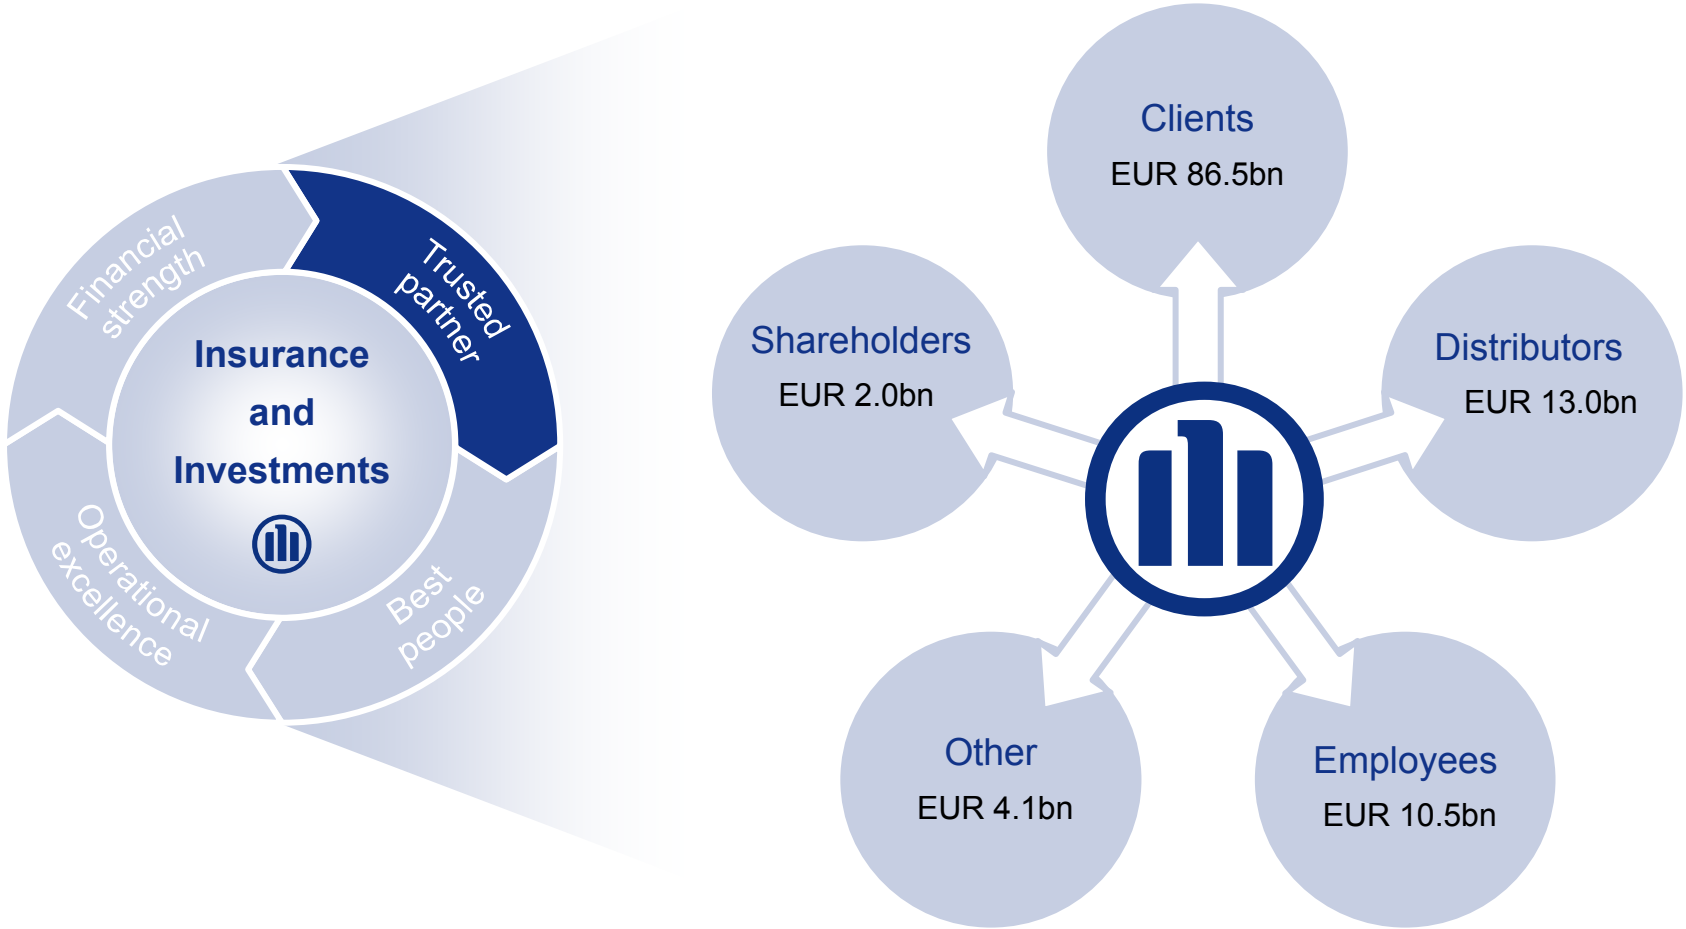 Financial
strength
Trusted
partner
Insurance
and
Investments
Operational
excellence
Best
people
Clients
EUR 86.5bn
Shareholders
EUR 2.0bn
Distributors
EUR 13.0bn
Other
EUR 4.1bn
Employees
EUR 10.5bn